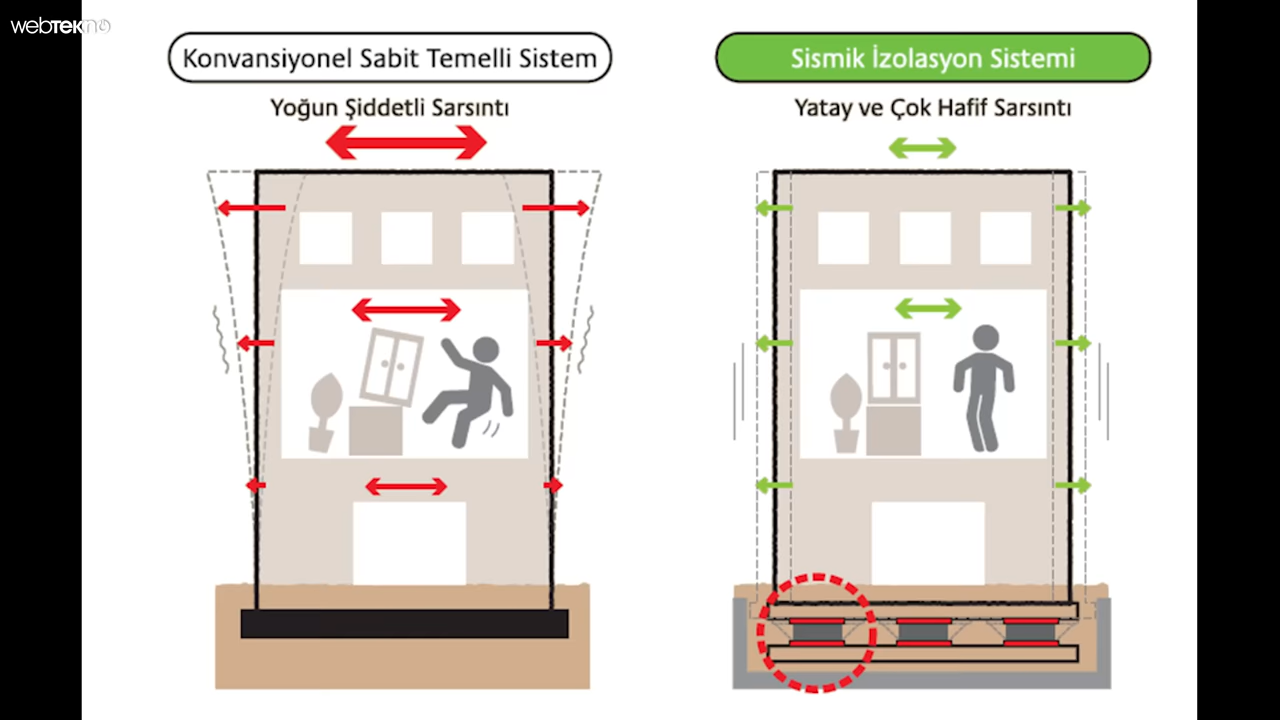 webTEKNO
Konvansiyonel Sabit Temelli Sistem
Yoğun Şiddetli Sarsıntı
Sismik İzolasyon Sistemi
Yatay ve Çok Hafif Sarsıntı